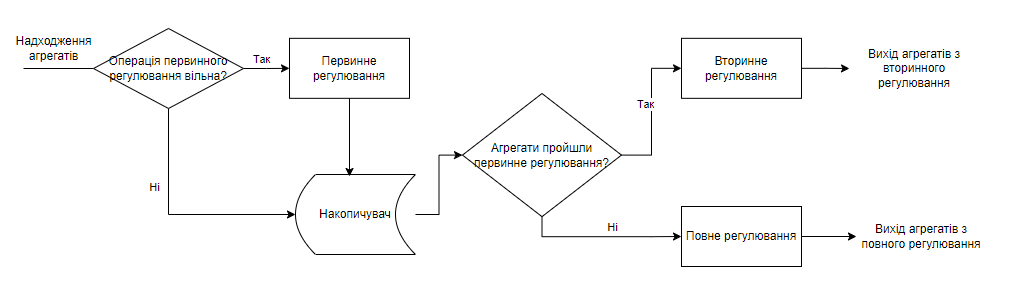 Надходження
агрегатів
Операція первинного
регулювання вільна?
Так
Первинне
регулювання
Ні
Накопичувач
Агрегати пройшли
первинне регулювання?
Так
Вторинне
регулювання
Вихід агрегатів з
вторинного
регулювання
Ні
Повне регулювання
Вихід агрегатів з
повного регулювання